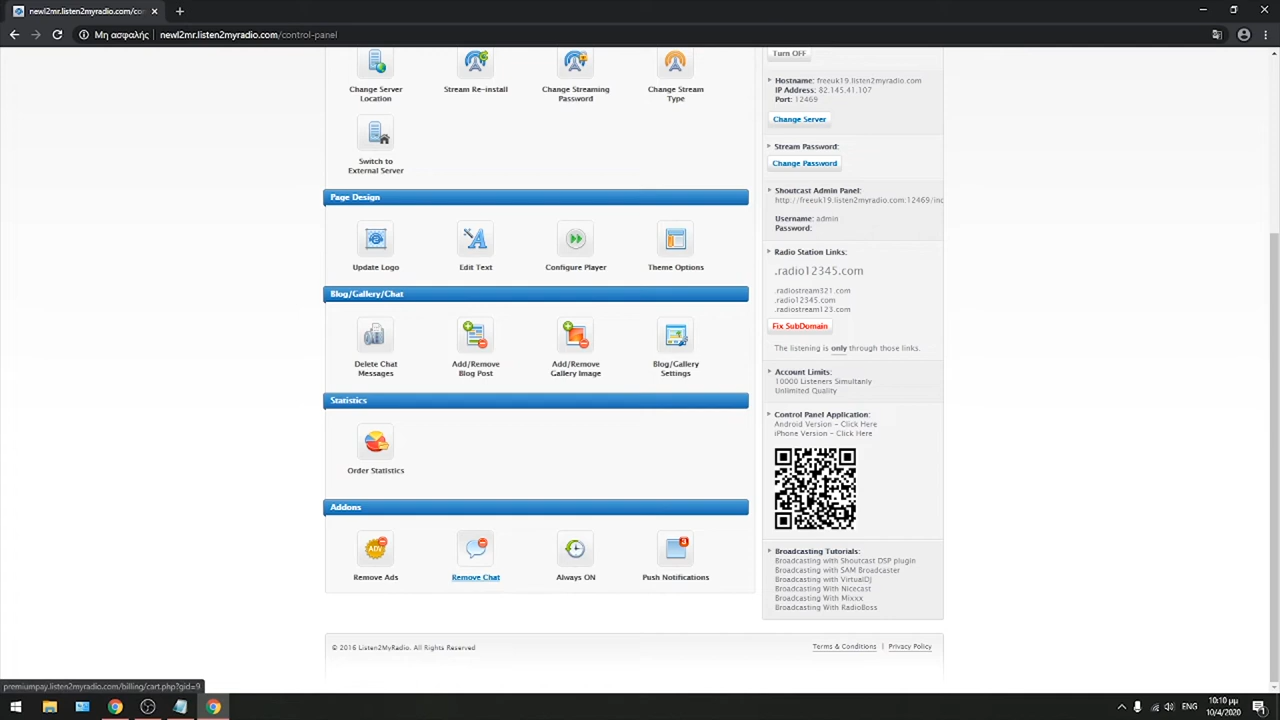 newl2mr.listen2myradio.com/co
Μη ασφαλής
newl2mr.listen2myradio.com/control-panel
Change Server
Location
Stream Re-install
Change Streaming
Password
Change Stream
Type
Switch to
External Server
Page Design
Update Logo
Edit Text
Configure Player
Theme Options
Blog/Gallery/Chat
Delete Chat
Messages
Add/Remove
Blog Post
Add/Remove
Gallery Image
Blog/Gallery
Settings
Statistics
Order Statistics
Addons
ADV
Remove Ads
Remove Chat
Always ON
3
Push Notifications
Turn OFF
Hostname: freeuk19.listen2myradio.com
IP Address: 82.145.41.107
Port: 12469
Change Server
Stream Password:
Change Password
Shoutcast Admin Panel:
http://freeuk19.listen2myradio.com:12469/inc
Username: admin
Password:
Radio Station Links:
.radio12345.com
.radiostream321.com
.radio12345.com
.radiostream123.com
Fix SubDomain
The listening is only through those links.
Account Limits:
10000 Listeners Simultanly
Unlimited Quality
Control Panel Application:
Android Version - Click Here
iPhone Version - Click Here
Broadcasting Tutorials:
Broadcasting with Shoutcast DSP plugin
Broadcasting with SAM Broadcaster
Broadcasting with VirtualDJ
Broadcasting With Nicecast
Broadcasting With Mixxx
Broadcasting With RadioBoss
© 2016 Listen2MyRadio. All Rights Reserved
Terms & Conditions | Privacy Policy
premiumpay.listen2myradio.com/billing/cart.php?gid=9
ENG
10:10 μμ
10/4/2020
1